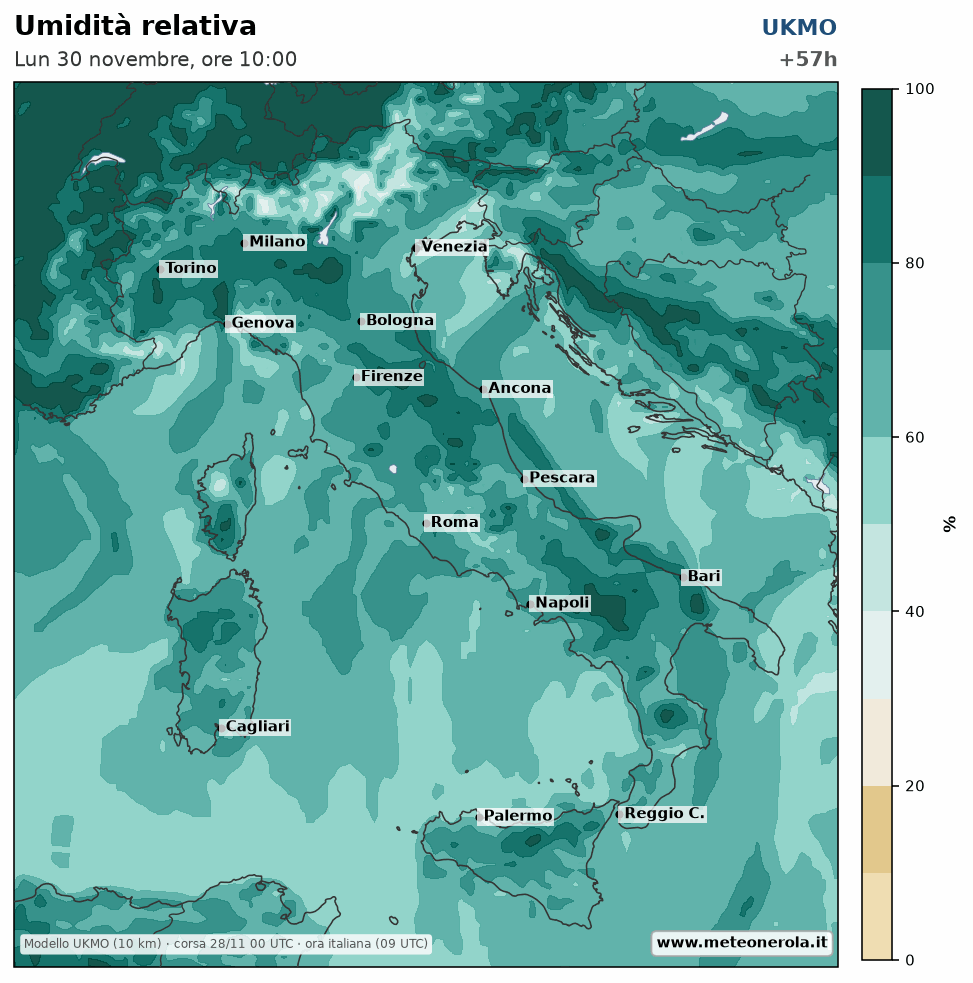 Umidità relativa
UKMO
Lun 30 novembre, ore 10:00
+57h
100
80
60
40
20
0
%
Milano
Venezia
Torino
Genova
Bologna
Firenze
Ancona
Pescara
Roma
Bari
Napoli
Cagliari
Palermo
Reggio C.
Modello UKMO (10 km) · corsa 28/11 00 UTC · ora italiana (09 UTC)
www.meteonerola.it